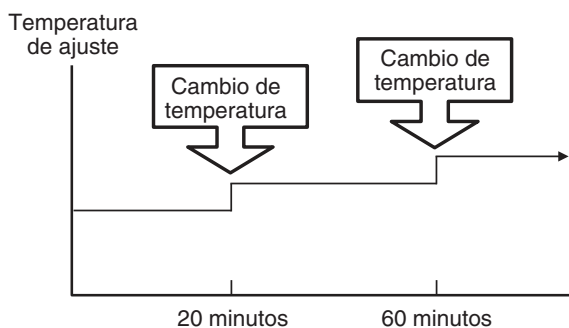 Temperatura
de ajuste
Cambio de
temperatura
Cambio de
temperatura
20 minutos
60 minutos